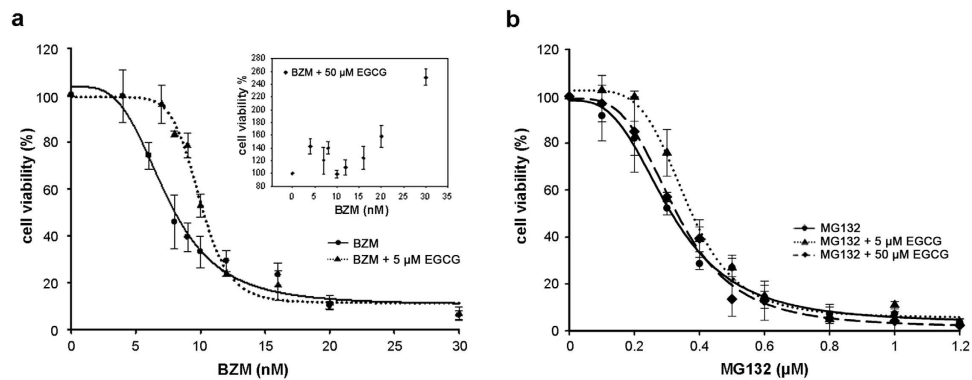 a
cell viability (%)
120
100
80
60
40
20
0
0 5 10 15 20 25 30
BZM (nM)
BZM
BZM + 5 µM EGCG
cell viability %
280
260
240
220
200
180
160
140
120
100
80
BZM + 50 µM EGCG
0 5 10 15 20 25 30 35
BZM (nM)
b
cell viability (%)
120
100
80
60
40
20
0
0 0.2 0.4 0.6 0.8 1 1.2
MG132 (µM)
MG132
MG132 + 5 µM EGCG
MG132 + 50 µM EGCG